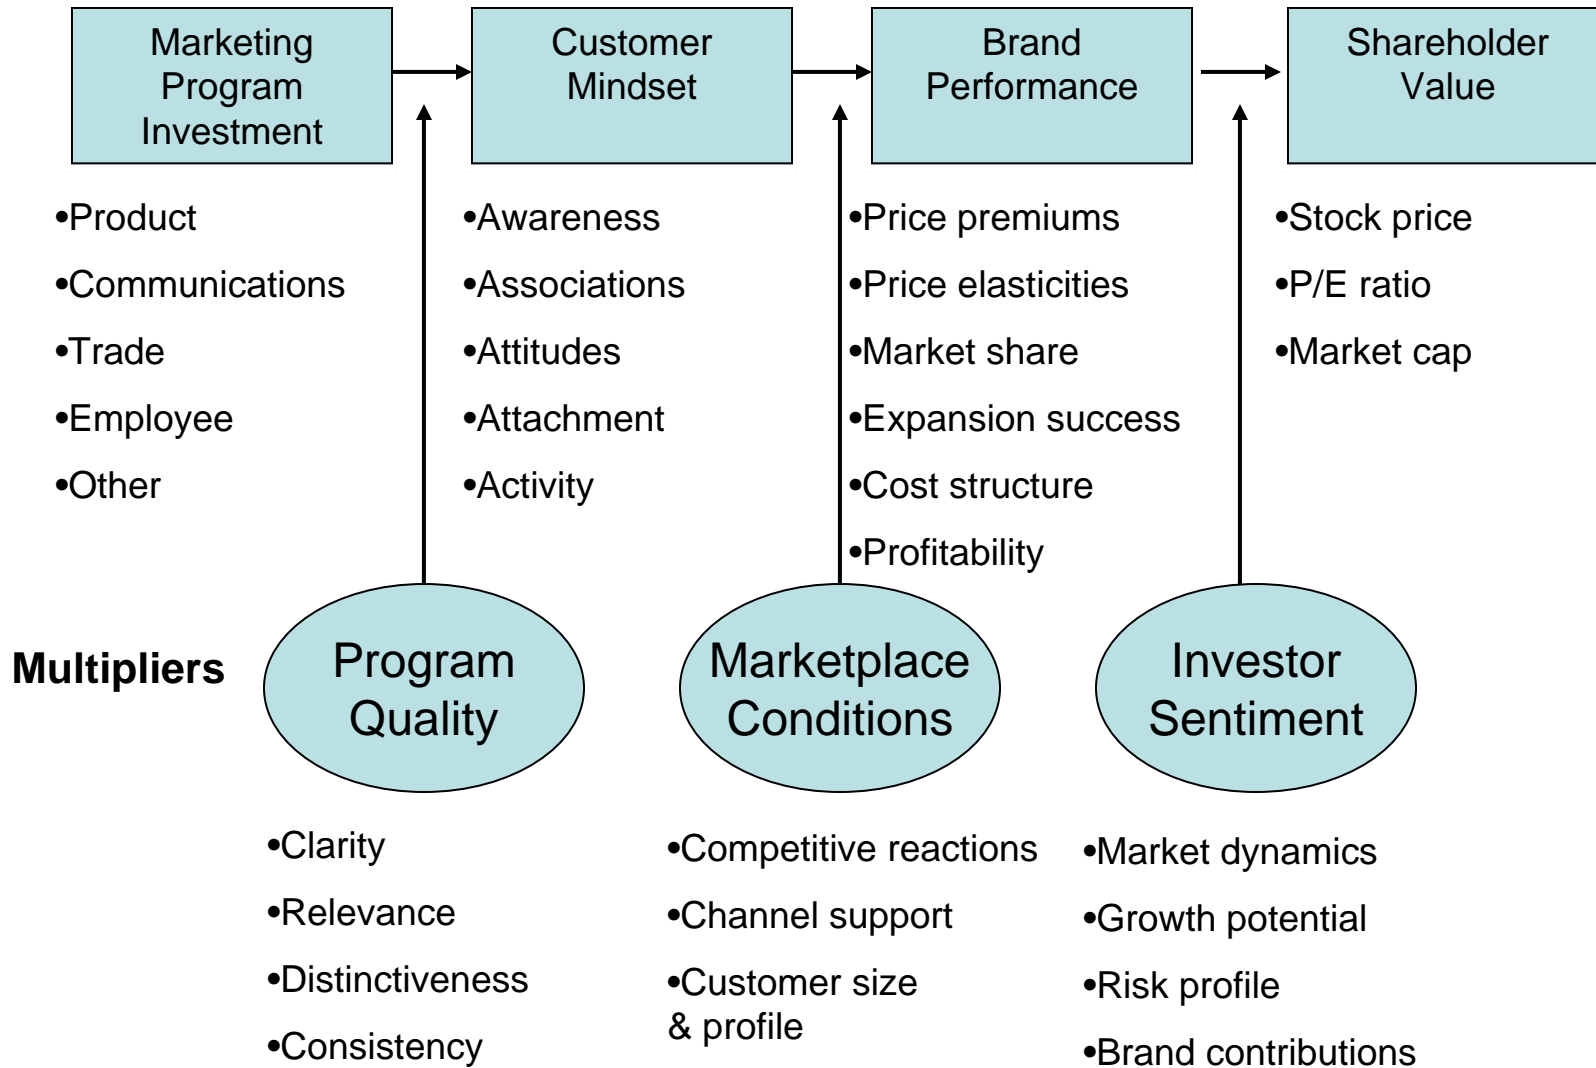 Marketing
Program
Investment
Customer
Mindset
Brand
Performance
Shareholder
Value
•Product
•Communications
•Trade
•Employee
•Other
•Awareness
•Associations
•Attitudes
•Attachment
•Activity
•Price premiums
•Price elasticities
•Market share
•Expansion success
•Cost structure
•Profitability
•Stock price
•P/E ratio
•Market cap
Multipliers
Program
Quality
Marketplace
Conditions
Investor
Sentiment
•Clarity
•Relevance
•Distinctiveness
•Consistency
•Competitive reactions
•Channel support
•Customer size
& profile
•Market dynamics
•Growth potential
•Risk profile
•Brand contributions